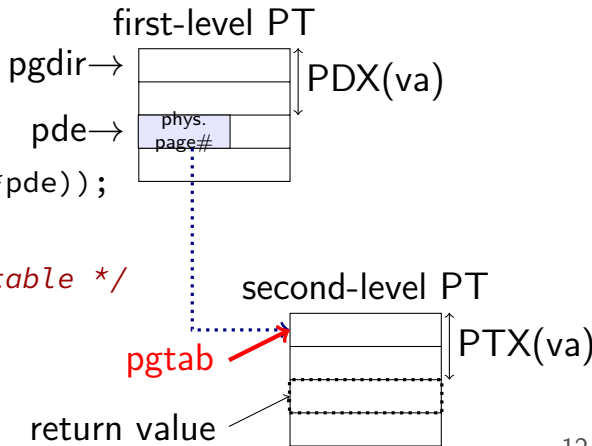 first-level PT
pgdir→
PDX(va)
pde→
phys.
page#
pde));
table */
second-level PT
pgtab
PTX(va)
return value